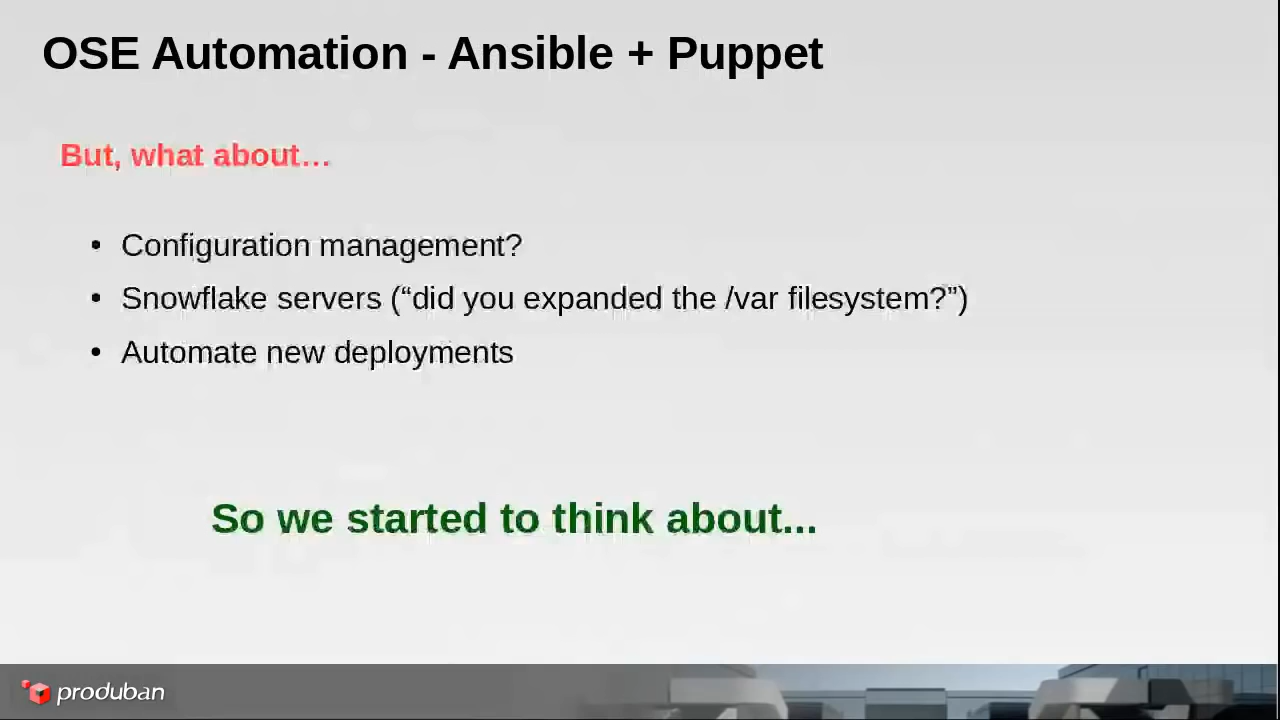 OSE Automation - Ansible + Puppet
But, what about…
• Configuration management?
• Snowflake servers (“did you expanded the /var filesystem?”)
• Automate new deployments
So we started to think about...
produban